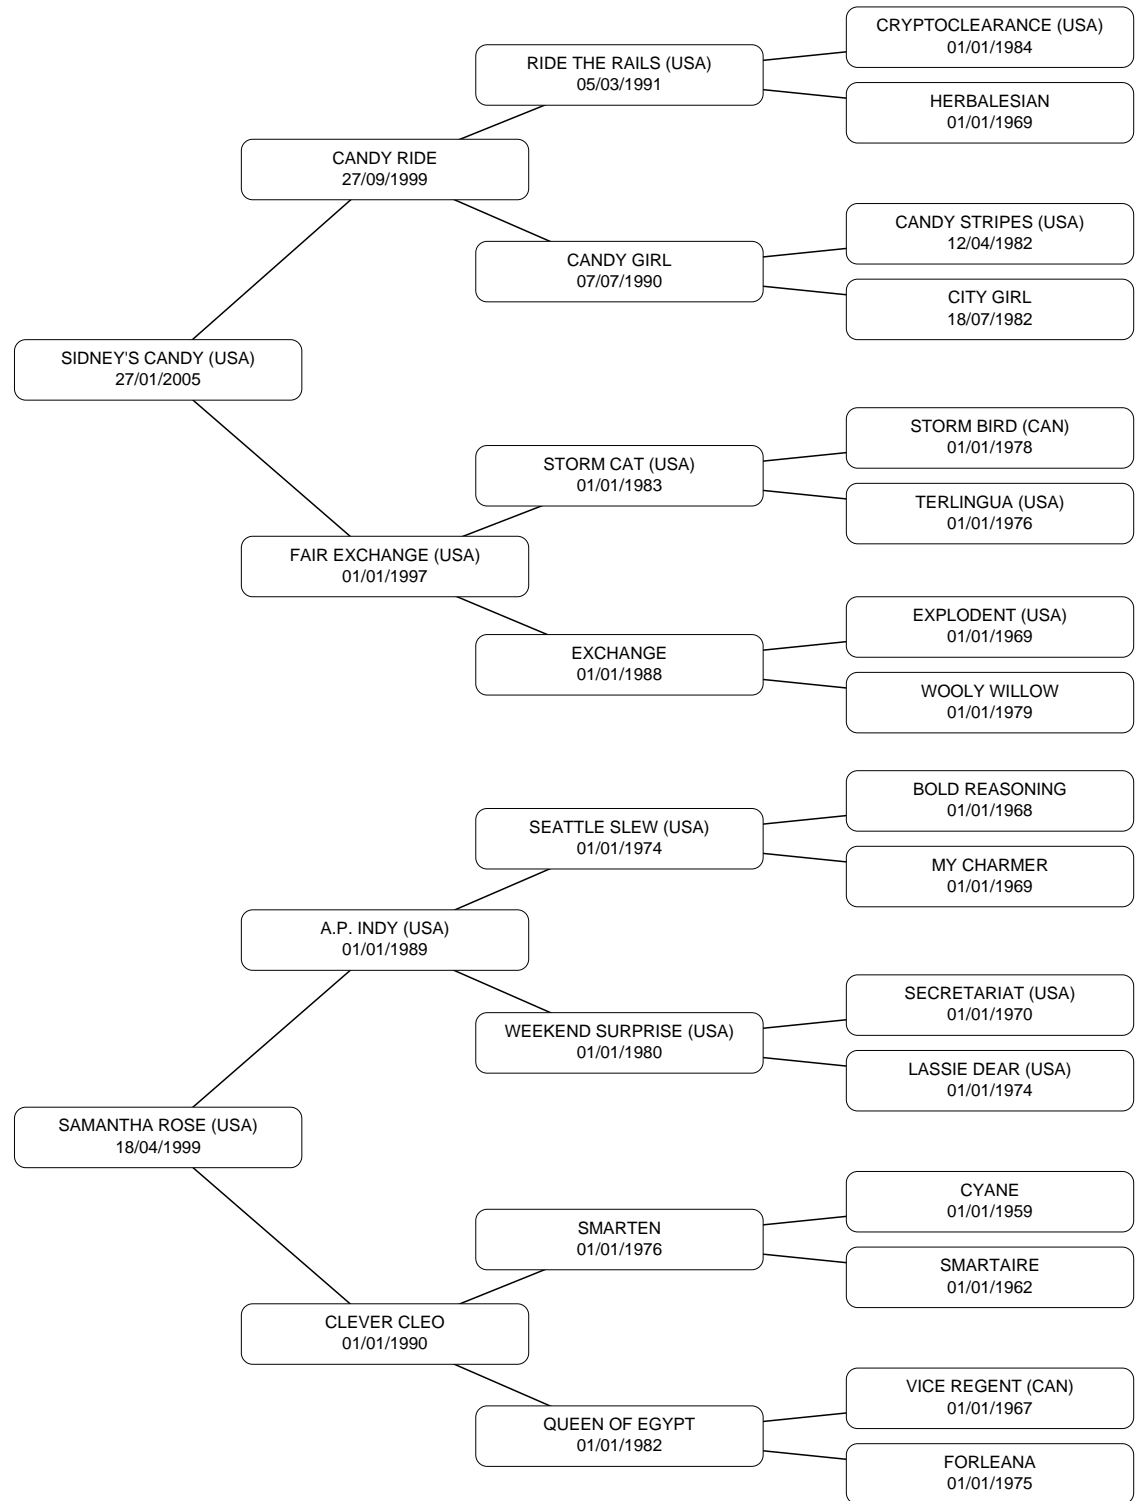 CRYPTOCLEARANCE (USA)
01/01/1984
RIDE THE RAILS (USA)
05/03/1991
HERBALESIAN
01/01/1969
CANDY RIDE
27/09/1999
CANDY STRIPES (USA)
12/04/1982
CANDY GIRL
07/07/1990
CITY GIRL
18/07/1982
SIDNEY'S CANDY (USA)
27/01/2005
STORM BIRD (CAN)
01/01/1978
STORM CAT (USA)
01/01/1983
TERLINGUA (USA)
01/01/1976
FAIR EXCHANGE (USA)
01/01/1997
EXPLODENT (USA)
01/01/1969
EXCHANGE
01/01/1988
WOOLY WILLOW
01/01/1979
BOLD REASONING
01/01/1968
SEATTLE SLEW (USA)
01/01/1974
MY CHARMER
01/01/1969
A.P. INDY (USA)
01/01/1989
SECRETARIAT (USA)
01/01/1970
WEEKEND SURPRISE (USA)
01/01/1980
LASSIE DEAR (USA)
01/01/1974
SAMANTHA ROSE (USA)
18/04/1999
CYANE
01/01/1959
SMARTEN
01/01/1976
SMARTAIRE
01/01/1962
CLEVER CLEO
01/01/1990
VICE REGENT (CAN)
01/01/1967
QUEEN OF EGYPT
01/01/1982
FORLEANA
01/01/1975